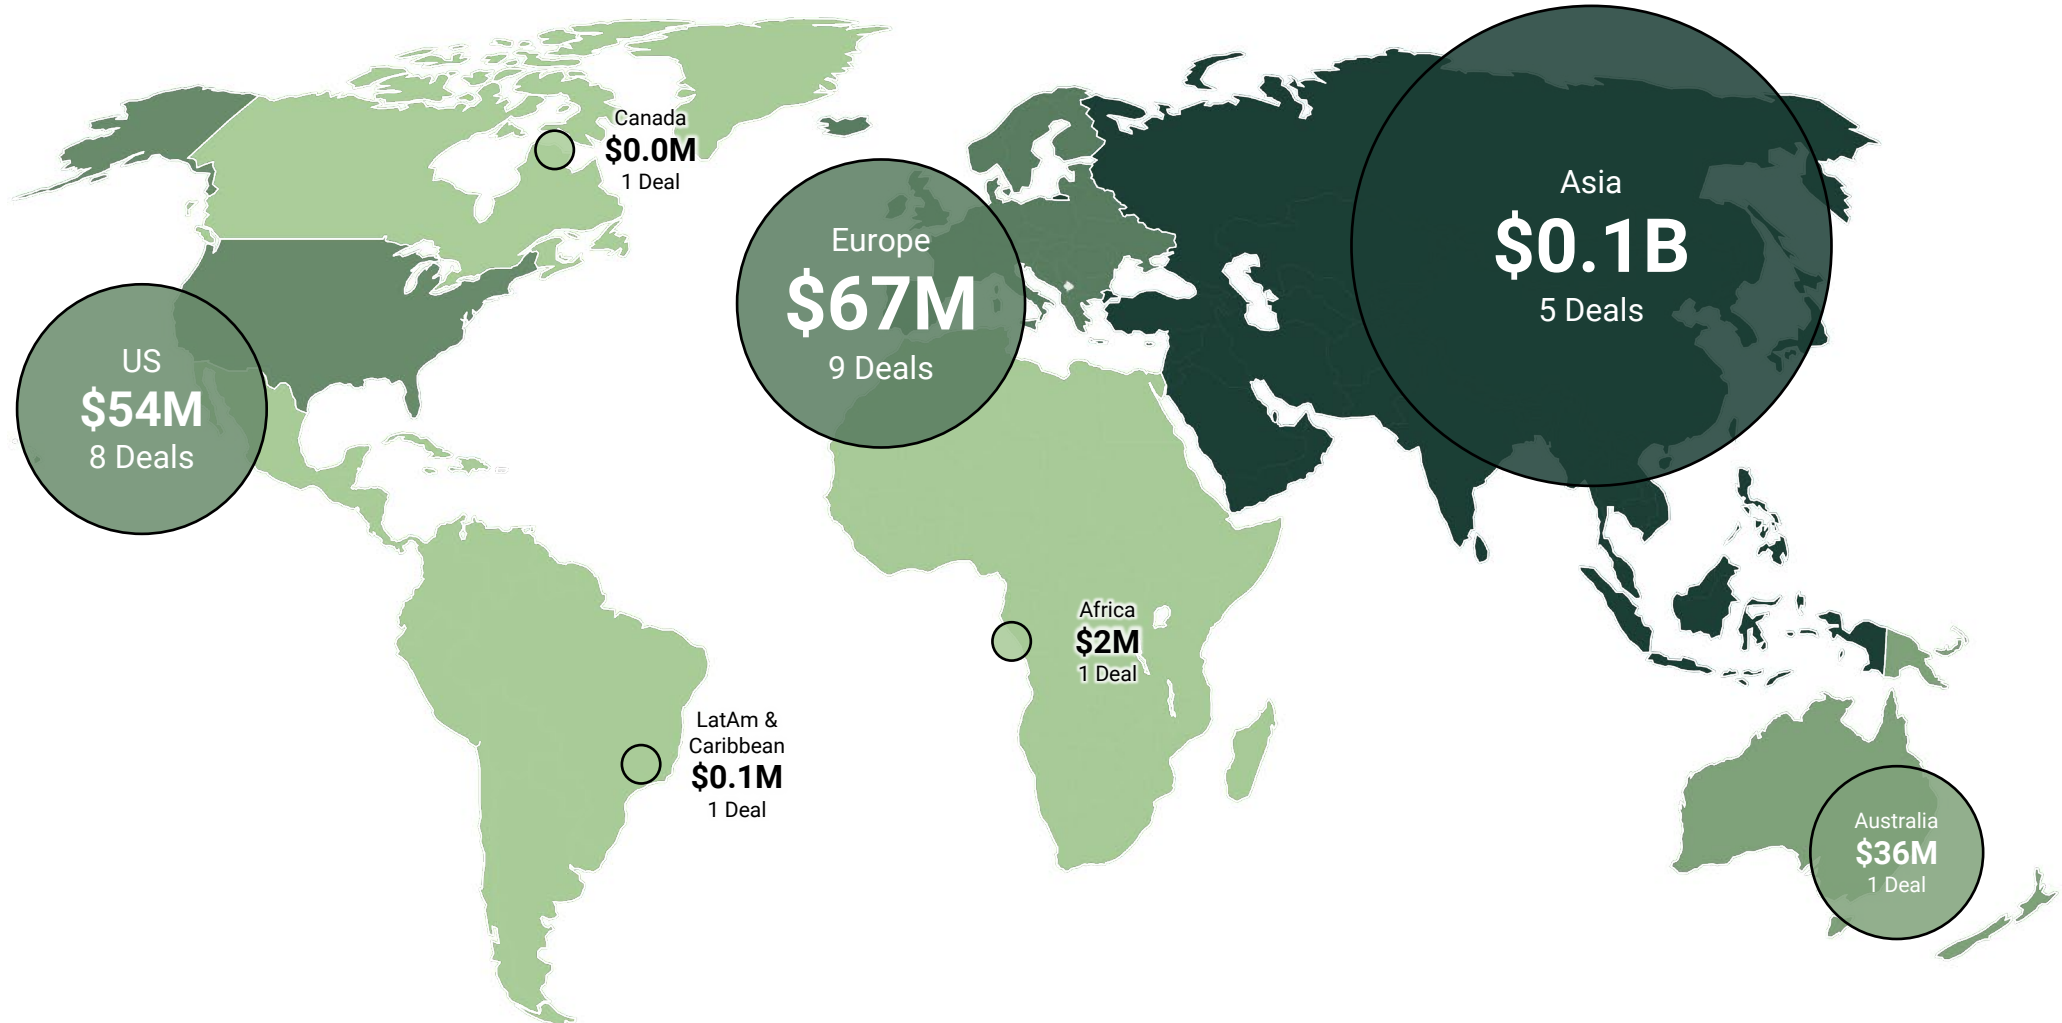 Canada
$0.0M
1 Deal
Asia
$0.1B
5 Deals
Europe
$67M
9 Deals
US
$54M
8 Deals
Africa
$2M
1 Deal
LatAm &
Caribbean
$0.1M
1 Deal
Australia
$36M
1 Deal